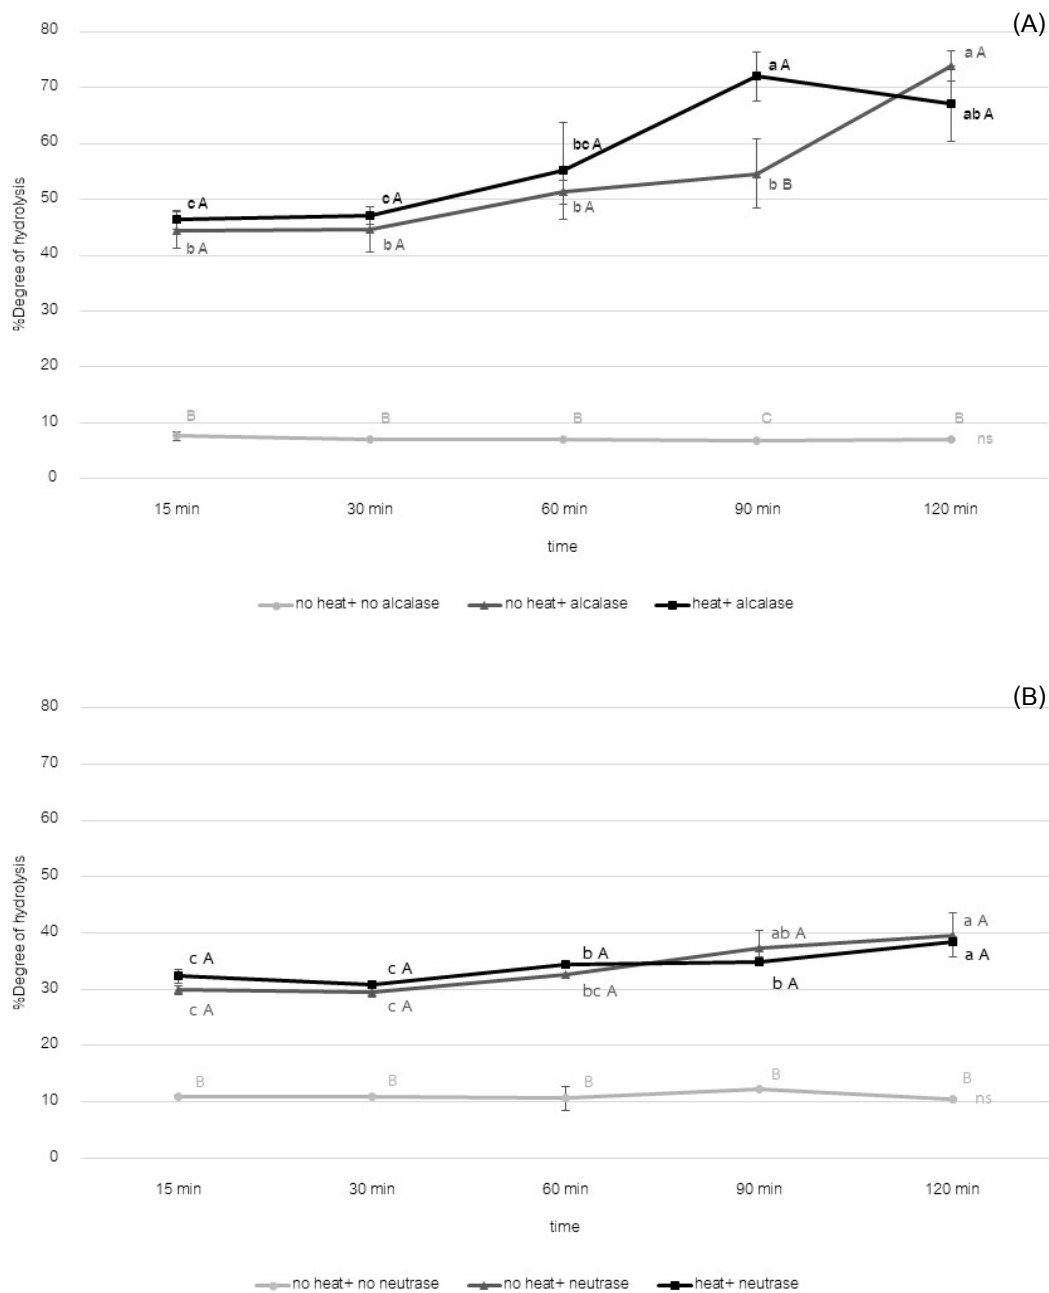 (A)
80
a A
a A
70
ab A
60
bc A
b B
50
c A
c A
b A
40
b A
b A
%Degree of hydrolysis
30
20
10
B
B
B
C
B
ns
0
15 min
30 min
60 min
90 min
120 min
time
no heat+ no alcalase
no heat+ alcalase
heat+ alcalase
(B)
80
70
60
50
%Degree of hydrolysis
40
c A
c A
b A
ab A
a A
a A
30
c A
c A
bc A
b A
20
10
B
B
B
B
B
ns
0
15 min
30 min
60 min
90 min
120 min
time
no heat+ no neutrase
no heat+ neutrase
heat+ neutrase